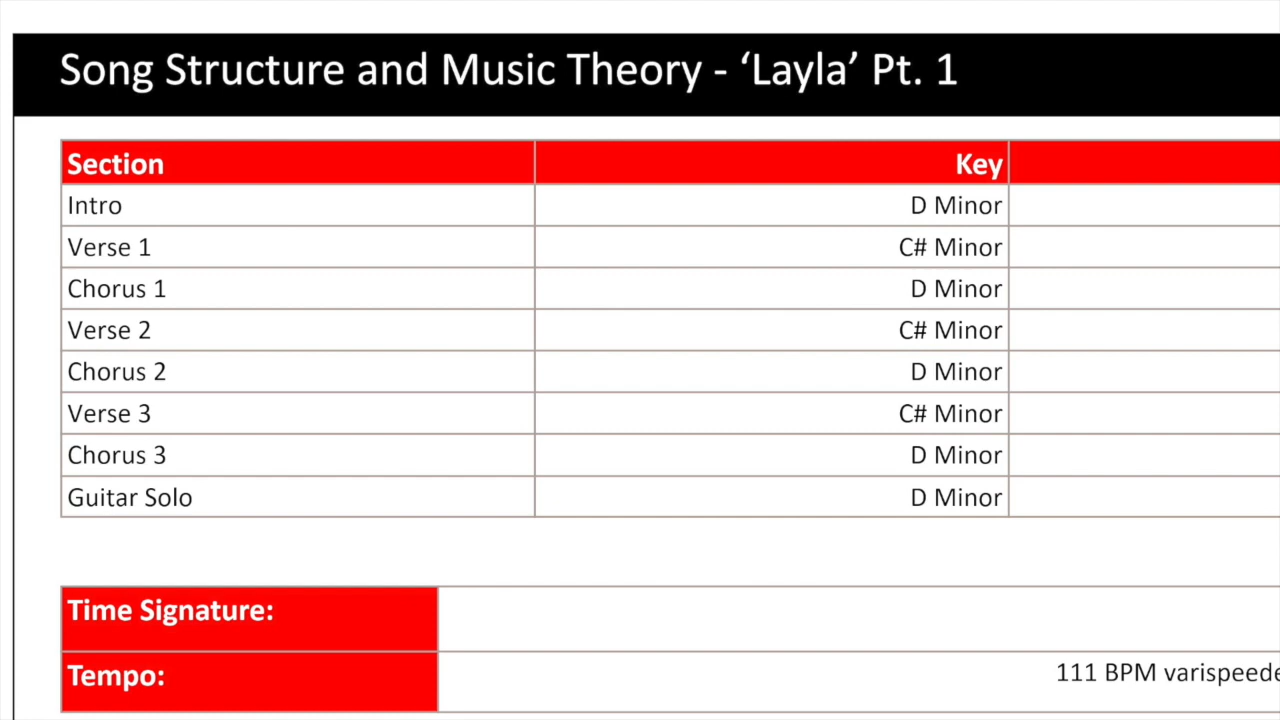 Song Structure and Music Theory - ‘Layla’ Pt. 1
Section Key
Intro D Minor
Verse 1 C# Minor
Chorus 1 D Minor
Verse 2 C# Minor
Chorus 2 D Minor
Verse 3 C# Minor
Chorus 3 D Minor
Guitar Solo D Minor
Time Signature:
Tempo: 111 BPM